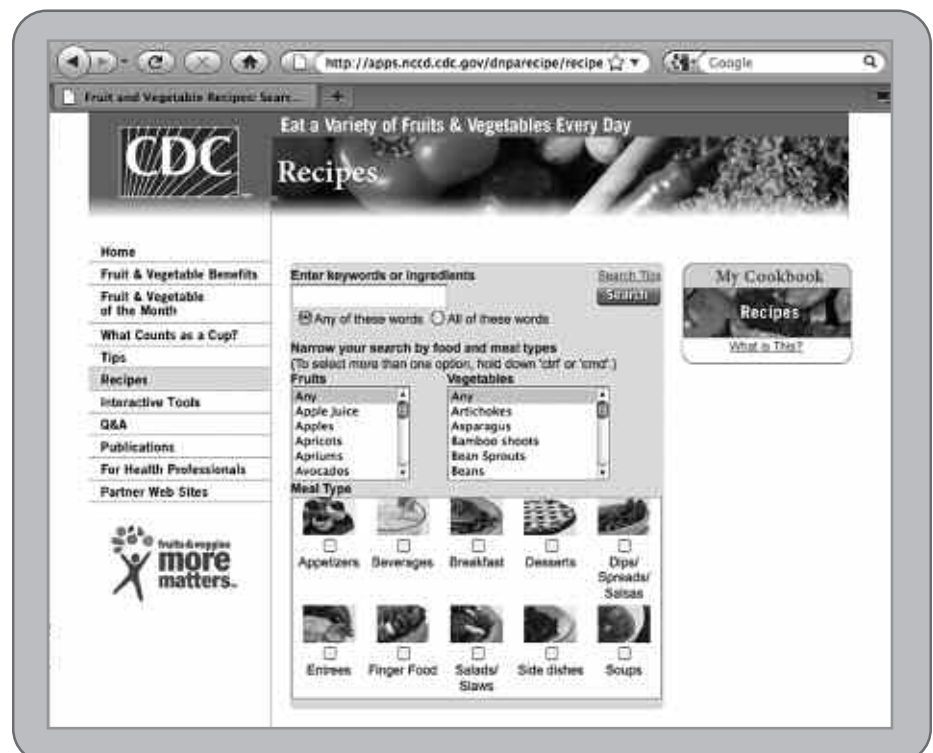 http://apps.nccd.cdc.gov/dnparecipe/recipe
Google
Fruit and Vegetable Recipes: Sear...
Eat a Variety of Fruits & Vegetables Every Day
CDC
Recipes
Home
Fruit & Vegetable Benefits
Fruit & Vegetable
of the Month
What Counts as a Cup?
Tips
Recipes
Interactive Tools
Q&A
Publications
For Health Professionals
Partner Web Sites
fruits & veggies
more
matters.
Enter keywords or ingredients
Search Tips
Search
Any of these words All of these words
Narrow your search by food and meal types
(To select more than one option, hold down 'ctrl' or 'cmd'.)
Fruits
Any
Apple Juice
Apples
Apricots
Apriums
Avocados
Vegetables
Any
Artichokes
Asparagus
Bamboo shoots
Bean Sprouts
Beans
Meal Type
Appetizers
Beverages
Breakfast
Desserts
Dips/
Spreads/
Salsas
Entrees
Finger Food
Salads/
Slaws
Side dishes
Soups
My Cookbook
Recipes
What is This?